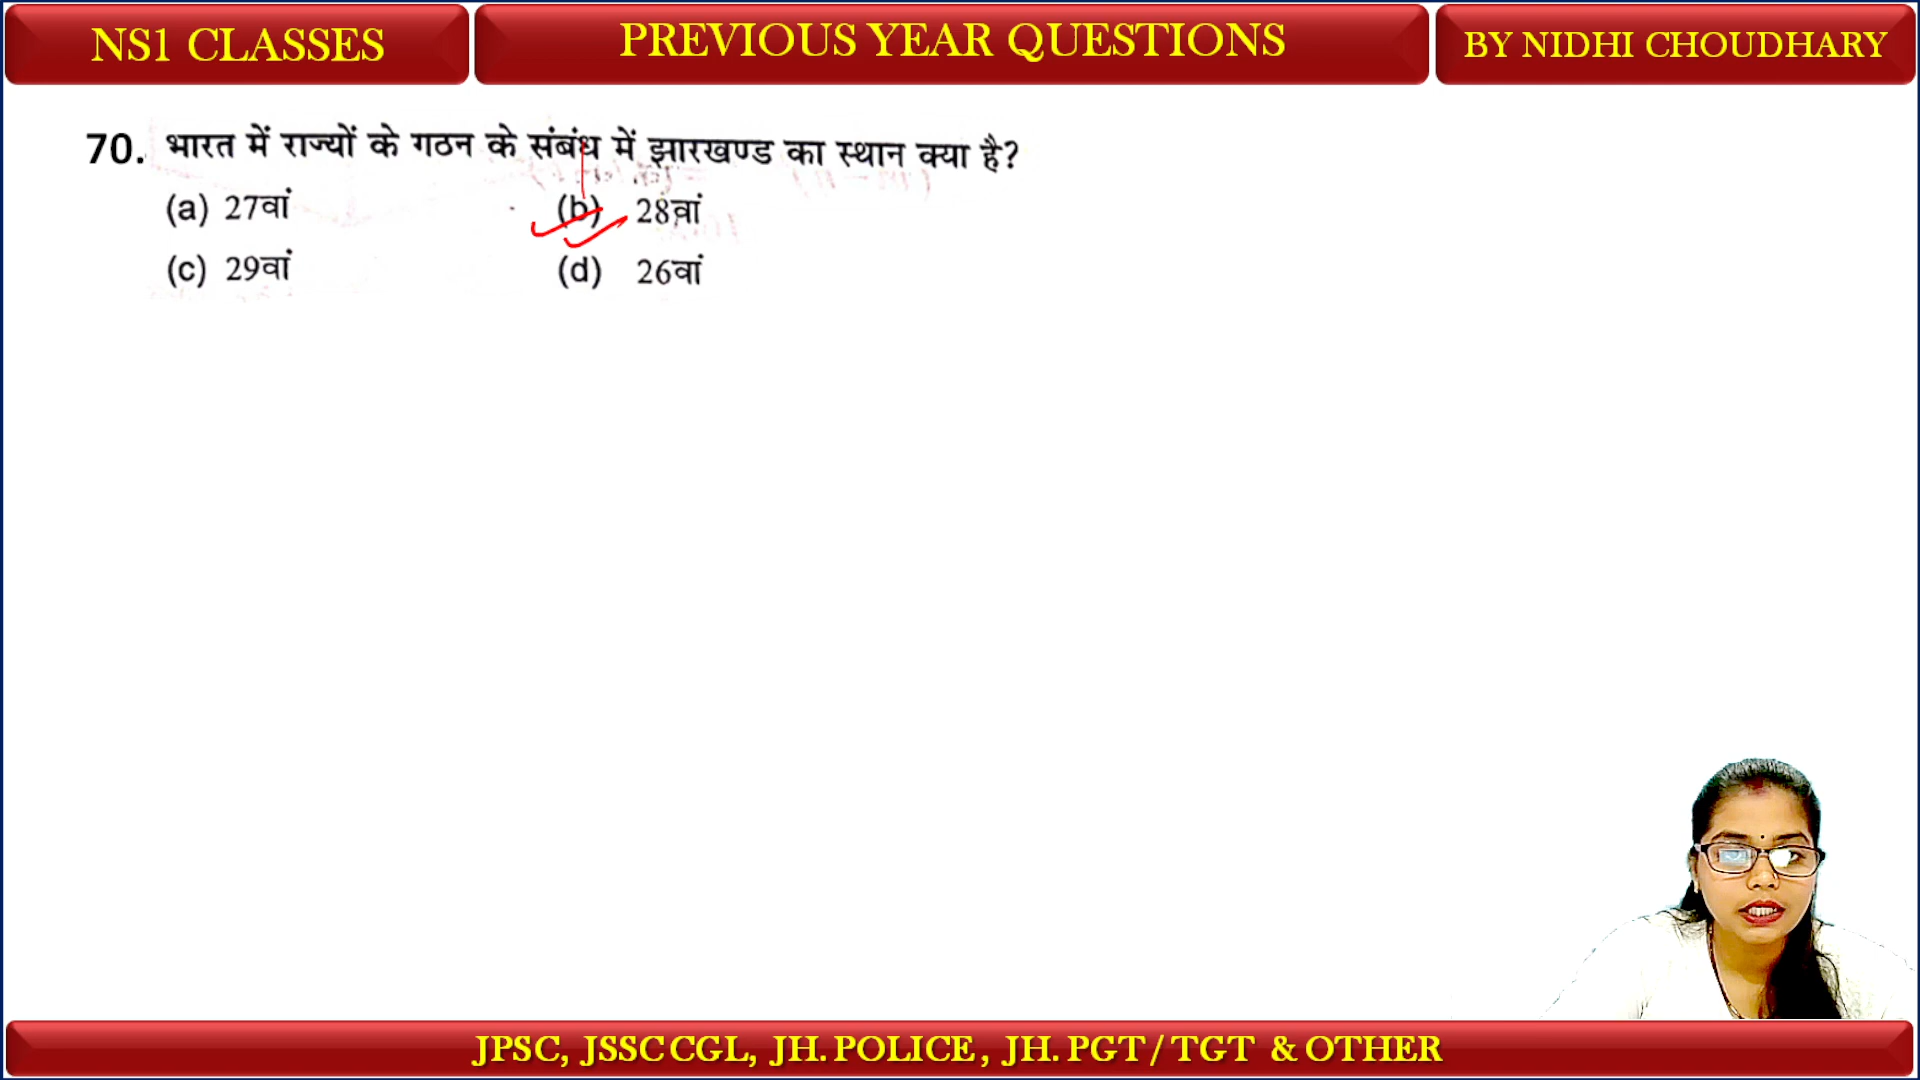 NS1 CLASSES
PREVIOUS YEAR QUESTIONS
BY NIDHI CHOUDHARY
70. भारत में राज्यों के गठन के संबंध में झारखण्ड का स्थान क्या है?
(a) 27वां (b) 28वां
(c) 29वां (d) 26वां
JPSC, JSSC CGL, JH. POLICE, JH. PGT / TGT & OTHER